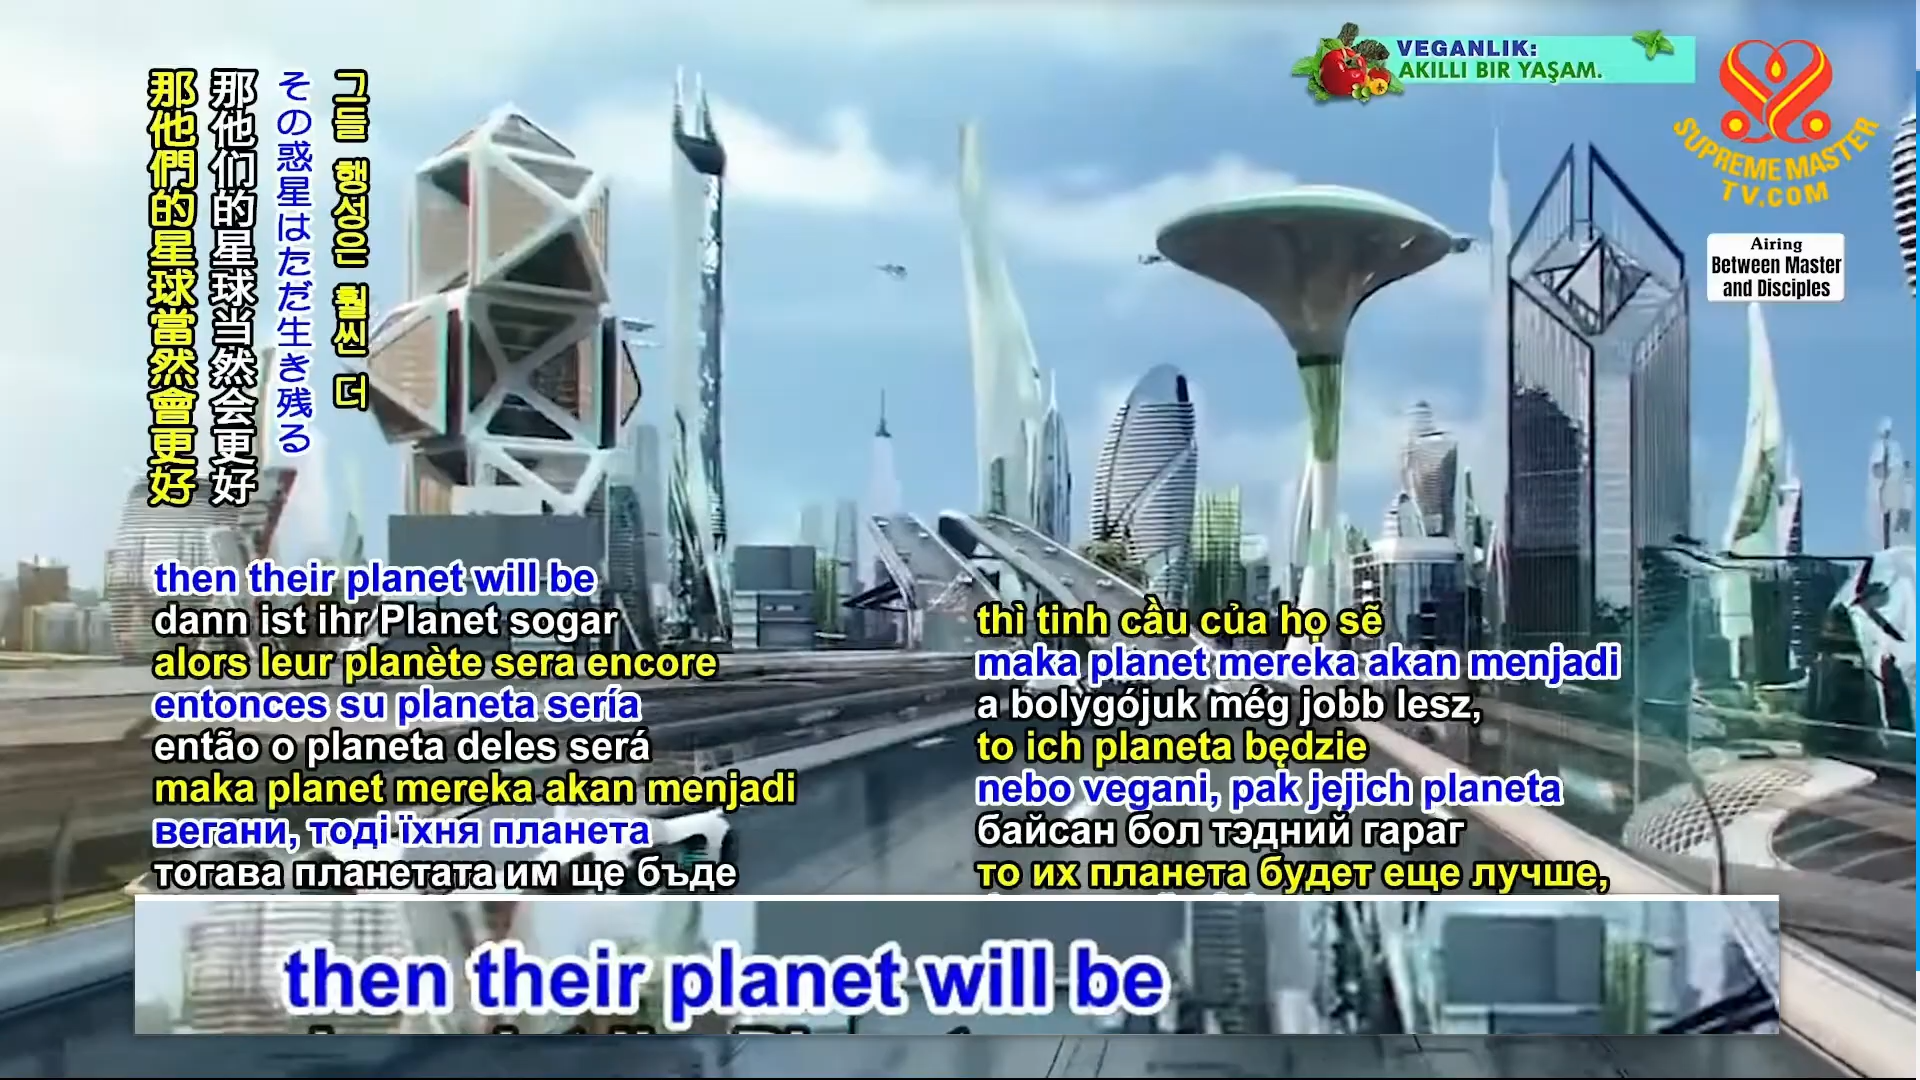 VEGANLIK:
AKILLI BIR YAŞAM.
SUPREME MASTER
TV.COM
Airing
Between Master
and Disciples
그들 행성은 훨씬 더
その惑星はただ生き残る
那他们的星球当然会更好
那他們的星球當然會更好
then their planet will be
dann ist ihr Planet sogar
alors leur planète sera encore
entonces su planeta sería
então o planeta deles será
maka planet mereka akan menjadi
вегани, тоді їхня планета
тогава планетата им ще бъде
thì tinh cầu của họ sẽ
maka planet mereka akan menjadi
a bolygójuk még jobb lesz,
to ich planeta będzie
nebo vegani, pak jejich planeta
байсан бол тэдний гараг
то их планета будет еще лучше,
then their planet will be